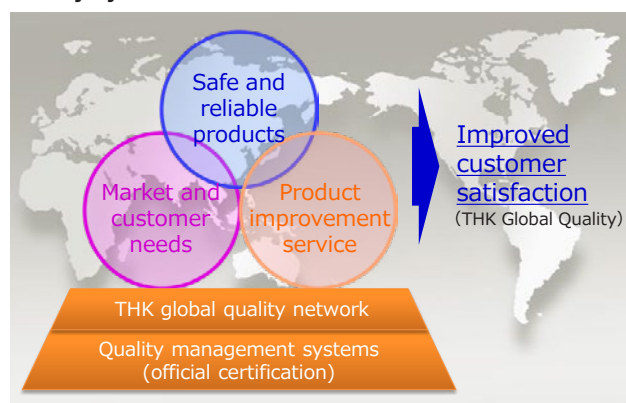 Safe and
reliable
products
Market and
customer
needs
Product
improvement
service
Improved
customer
satisfaction
(THK Global Quality)
THK global quality network
Quality management systems
(official certification)